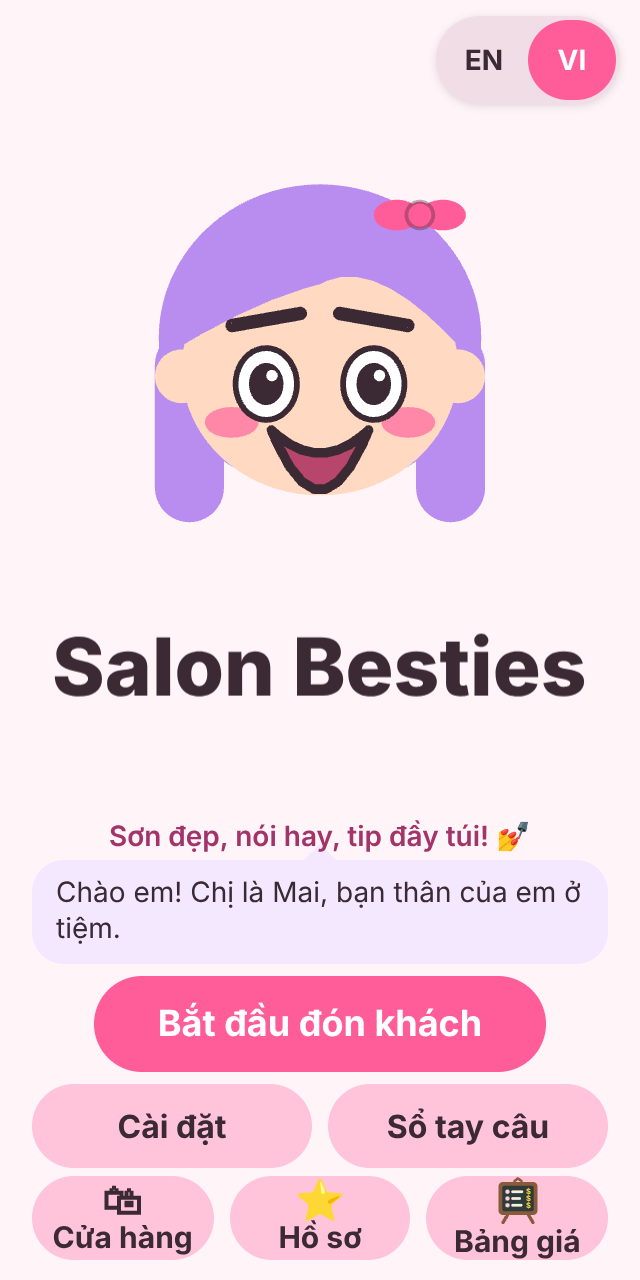 EN VI
Salon Besties
Sơn đẹp, nói hay, tip đầy túi! 💅
Chào em! Chị là Mai, bạn thân của em ở
tiệm.
Bắt đầu đón khách
Cài đặt
Sổ tay câu
Cửa hàng
Hồ sơ
Bảng giá